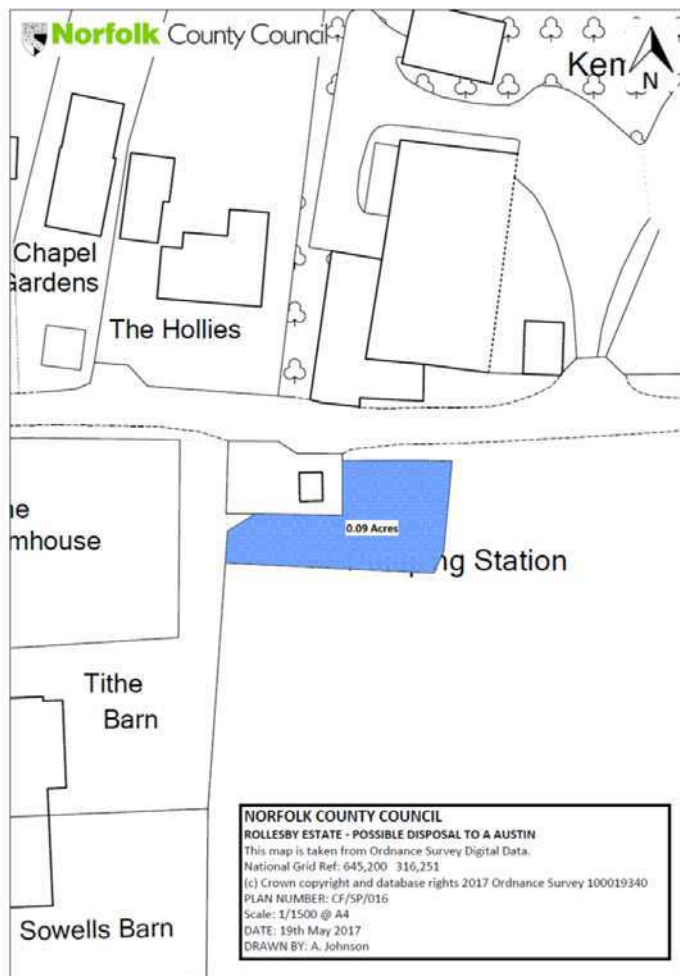 Norfolk County Council
Ken
N
Chapel
Gardens
The Hollies
0.09 Acres
mhouse
Station
Tithe
Barn
Sowells Barn
NORFOLK COUNTY COUNCIL
ROLLESBY ESTATE - POSSIBLE DISPOSAL TO A AUSTIN
This map is taken from Ordnance Survey Digital Data.
National Grid Ref: 645,200 316,251
(c) Crown copyright and database rights 2017 Ordnance Survey 100019340
PLAN NUMBER: CF/SP/016
Scale: 1/1500 @ A4
DATE: 19th May 2017
DRAWN BY: A. Johnson